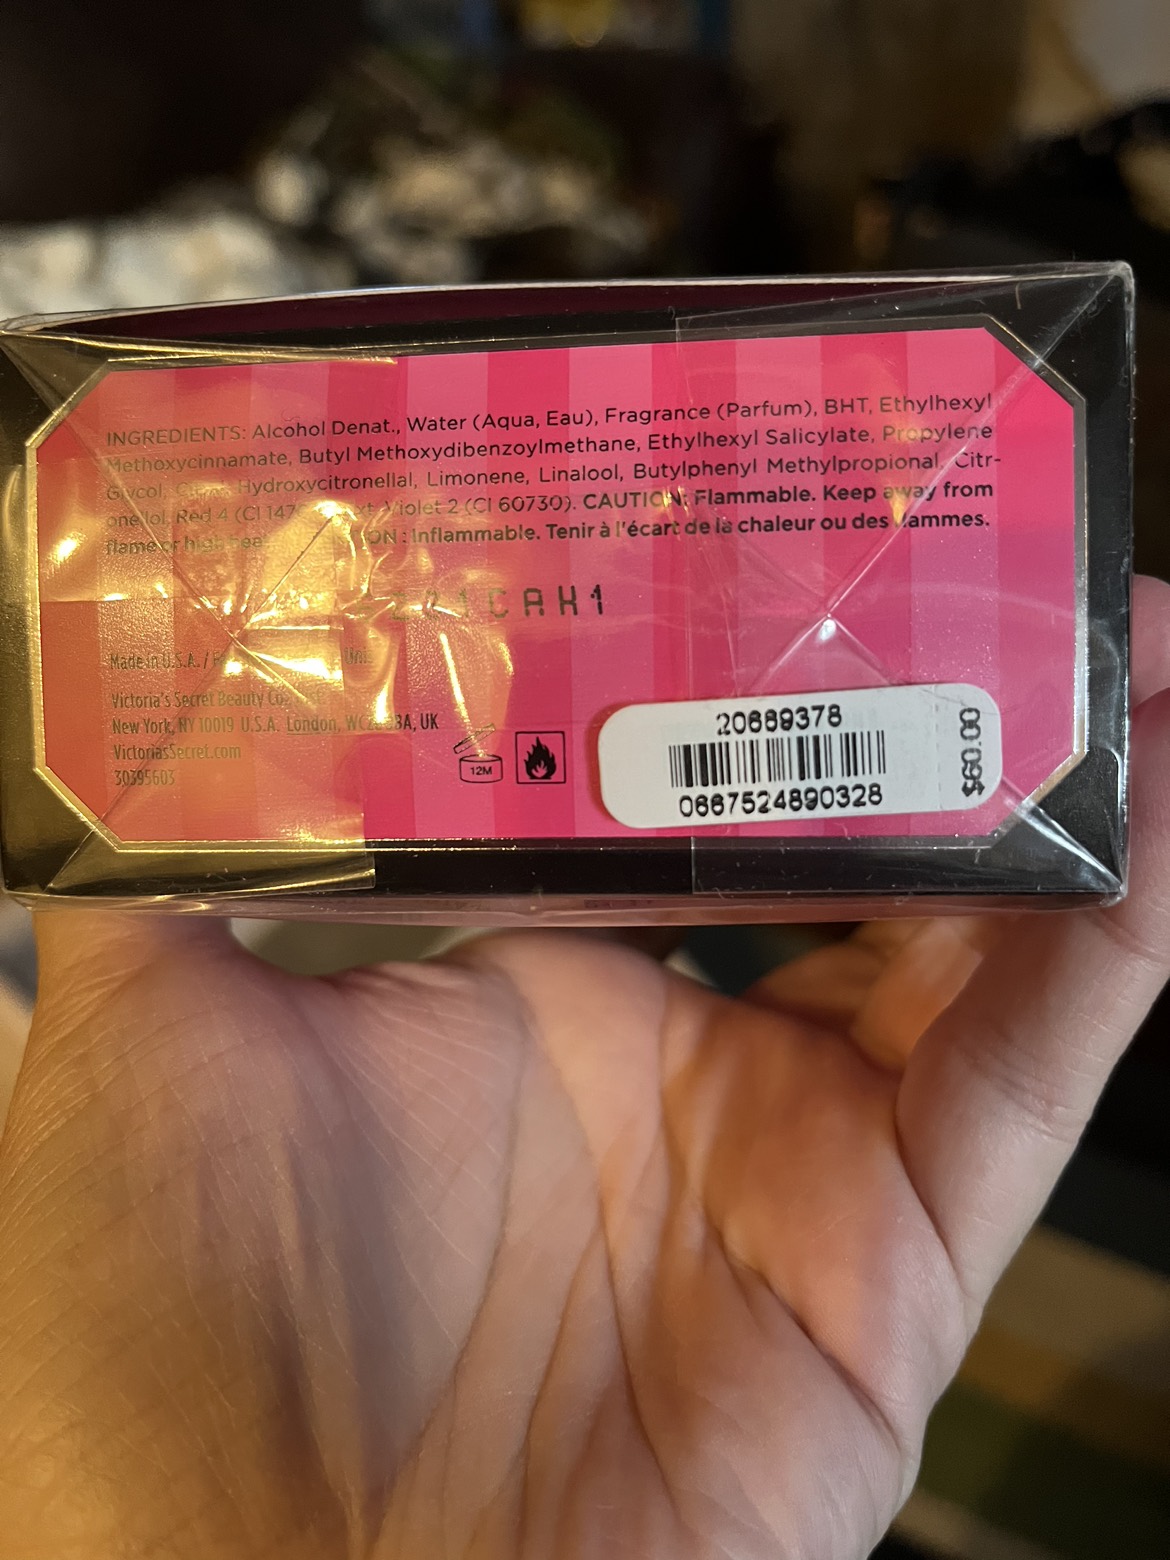 INGREDIENTS: Alcohol Denat., Water (Aqua, Eau), Fragrance (Parfum), BHT, Ethylhexyl
Methoxycinnamate, Butyl Methoxydibenzoylmethane, Ethylhexyl Salicylate, Propylene
Glycol, Hydroxycitronellal, Limonene, Linalool, Butylphenyl Methylpropional, Citr-
onellol, Red 4 (CI Violet 2 (CI 60730). CAUTION: Flammable. Keep away from
flame or high : Inflammable. Tenir à l'écart de la chaleur ou des flammes.
Made in U.S.A. /
Victoria's Secret Beauty
New York, NY 10019 U.S.A. London, UK
VictoriasSecret.com
30395603
12M
20689378
0667524890328
$60.00